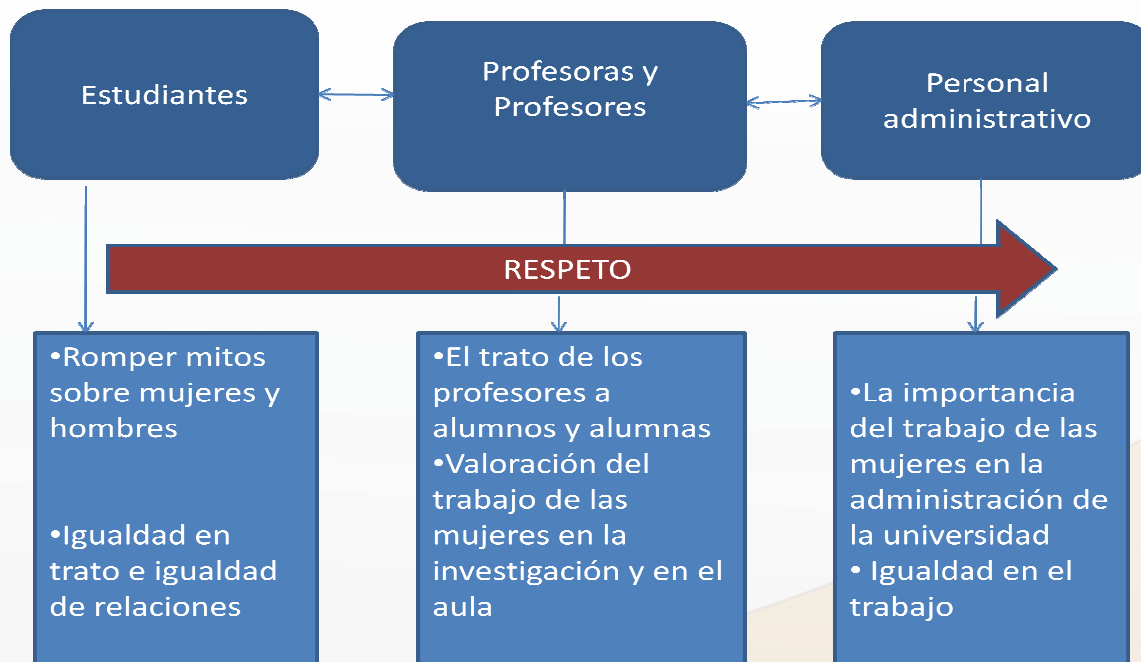 Estudiantes
Profesoras y
Profesores
Personal
administrativo
RESPETO
•Romper mitos
sobre mujeres y
hombres
•Igualdad en
trato e igualdad
de relaciones
•El trato de los
profesores a
alumnos y alumnas
•Valoración del
trabajo de las
mujeres en la
investigación y en el
aula
•La importancia
del trabajo de las
mujeres en la
administración de
la universidad
• Igualdad en el
trabajo